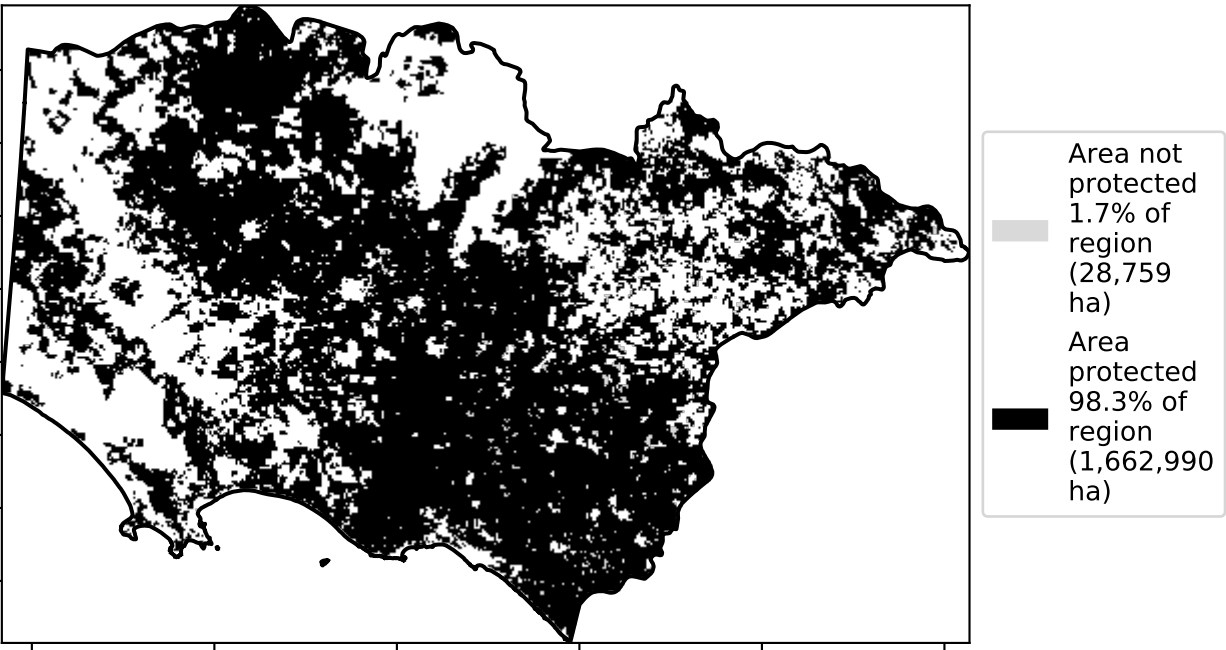 Area not
protected
1.7% of
region
(28,759
ha)
Area
protected
98.3% of
region
(1,662,990
ha)